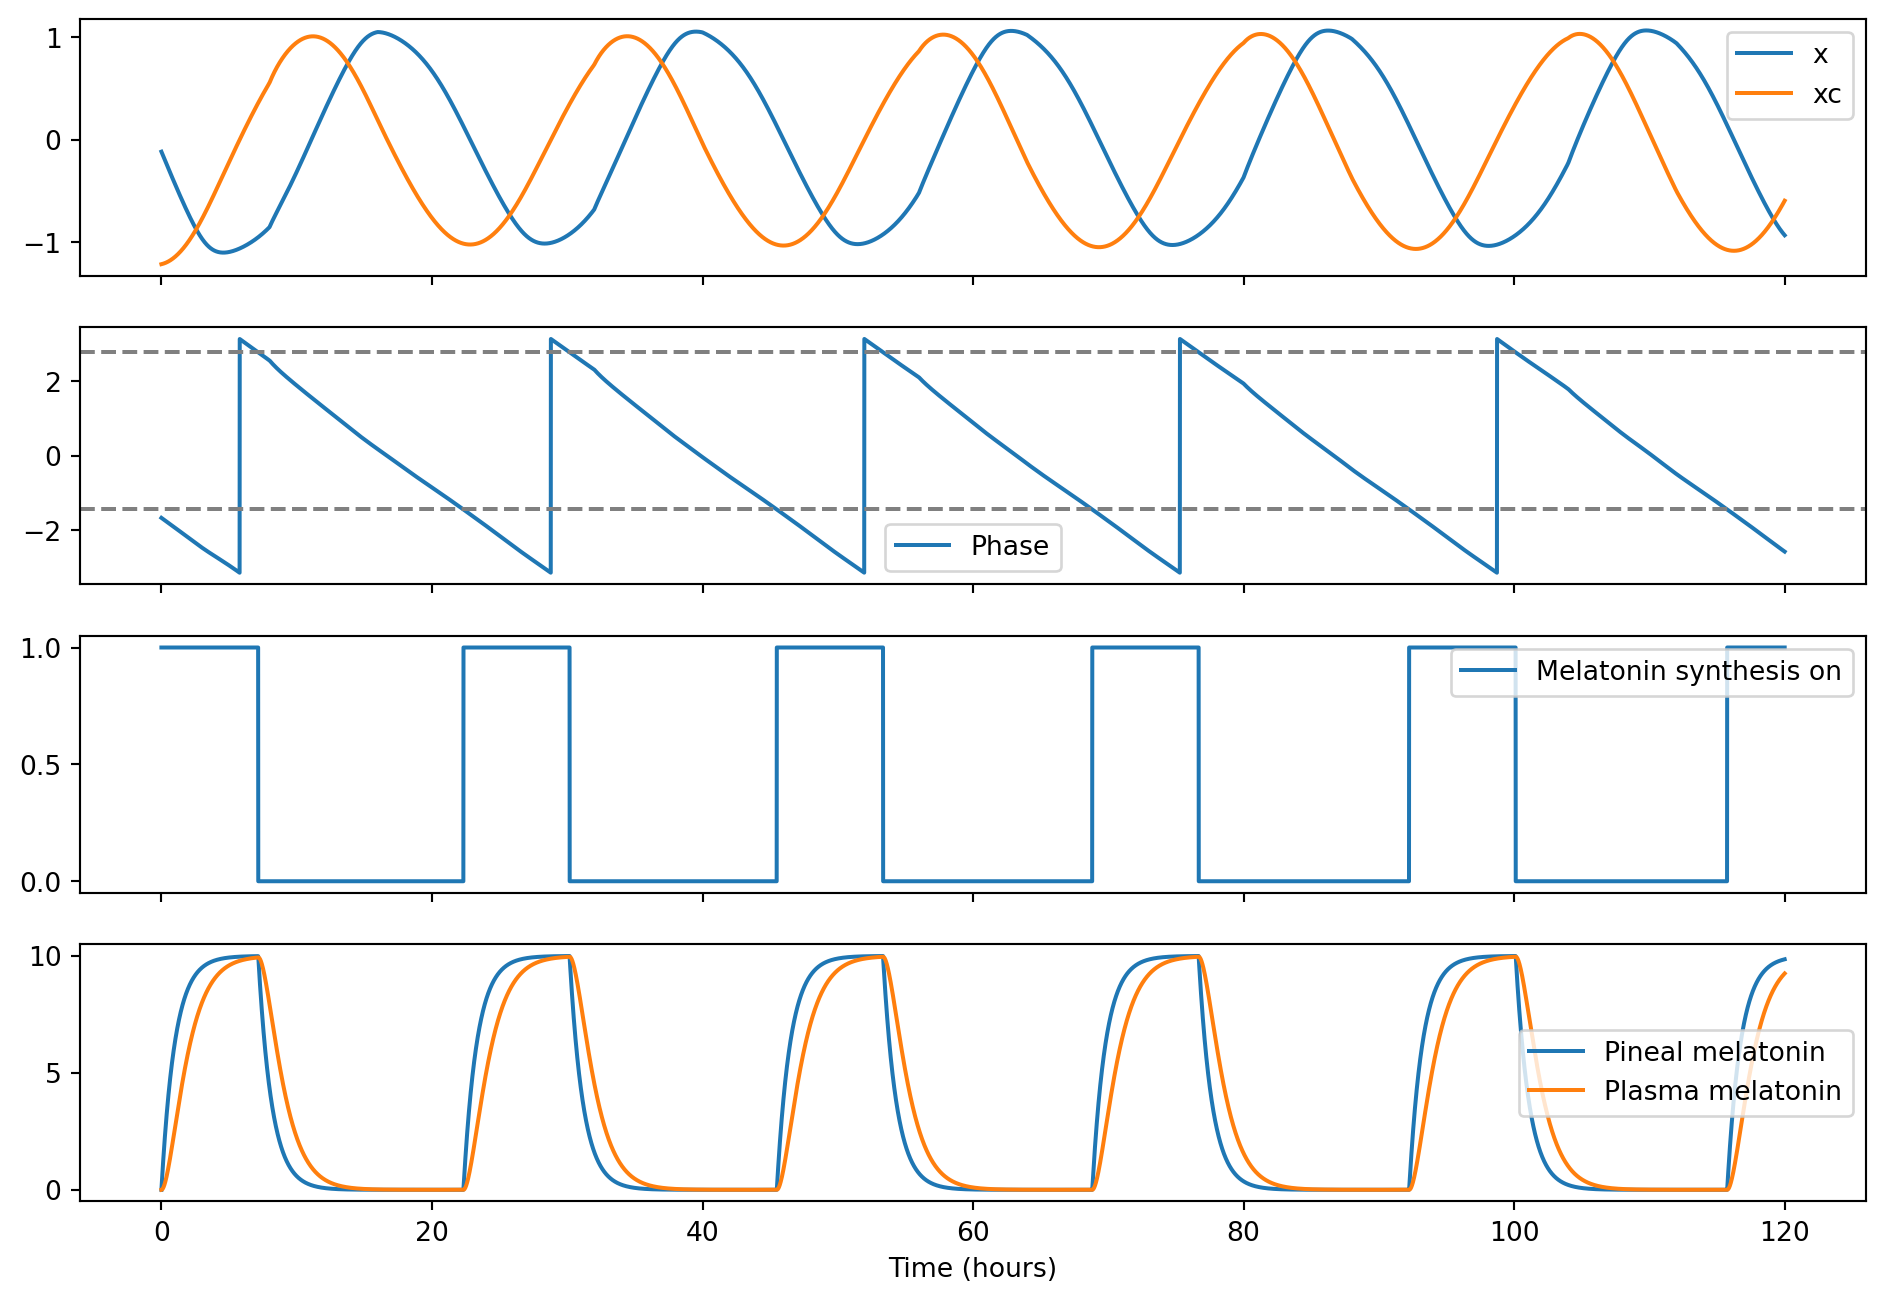 1
0
−1
x
xc
2
0
−2
Phase
1.0
0.5
0.0
Melatonin synthesis on
10
5
0
Pineal melatonin
Plasma melatonin
0 20 40 60 80 100 120
Time (hours)